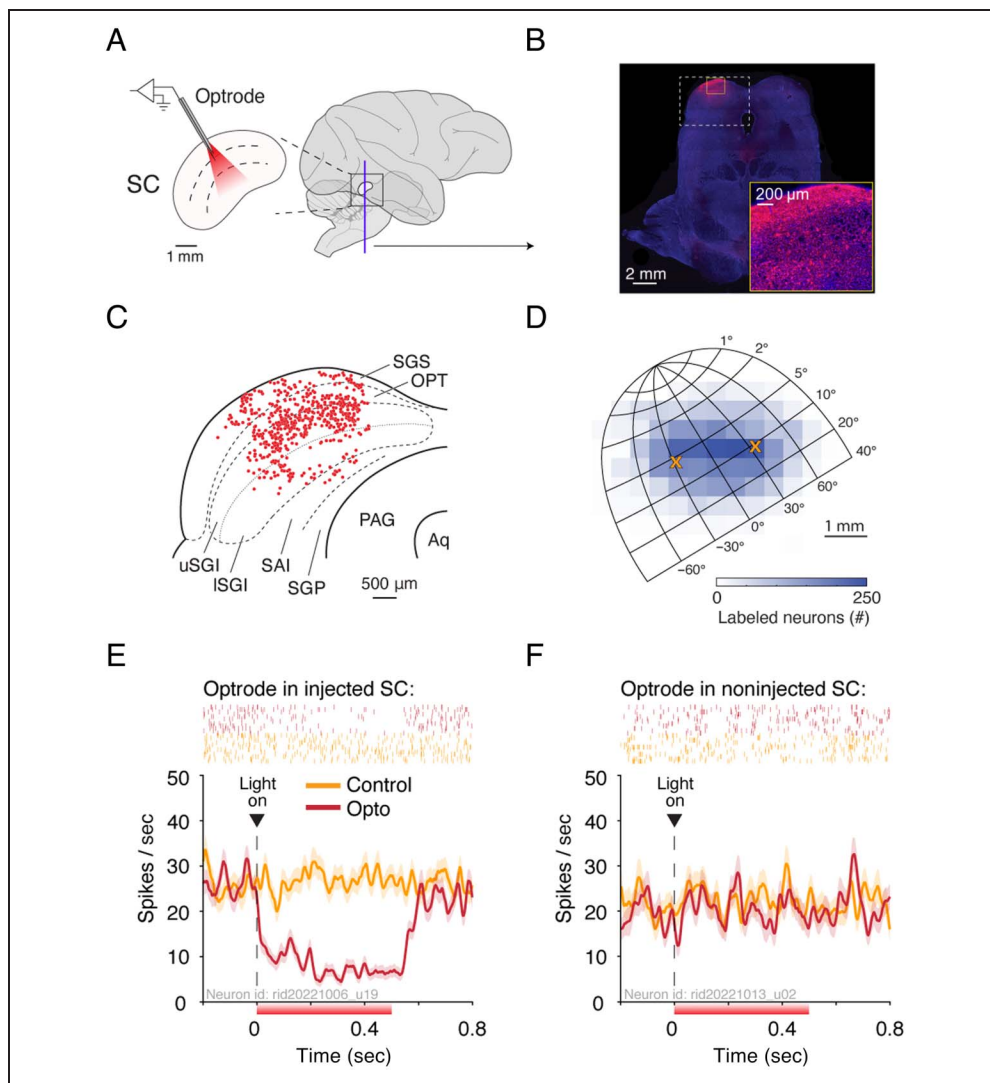 A
Optrode
SC
1 mm
B
200 µm
2 mm
C
SGS
OPT
uSGI
lSGI
SAI
SGP
PAG
Aq
500 µm
D
1°
2°
5°
10°
20°
40°
60°
30°
0°
−30°
−60°
1 mm
0
250
Labeled neurons (#)
E
Optrode in injected SC:
Light
on
Control
Opto
50
40
30
20
10
0
Spikes / sec
Neuron id: rid20221006_u19
0
0.4
0.8
Time (sec)
F
Optrode in noninjected SC:
Light
on
50
40
30
20
10
0
Spikes / sec
Neuron id: rid20221013_u02
0
0.4
0.8
Time (sec)